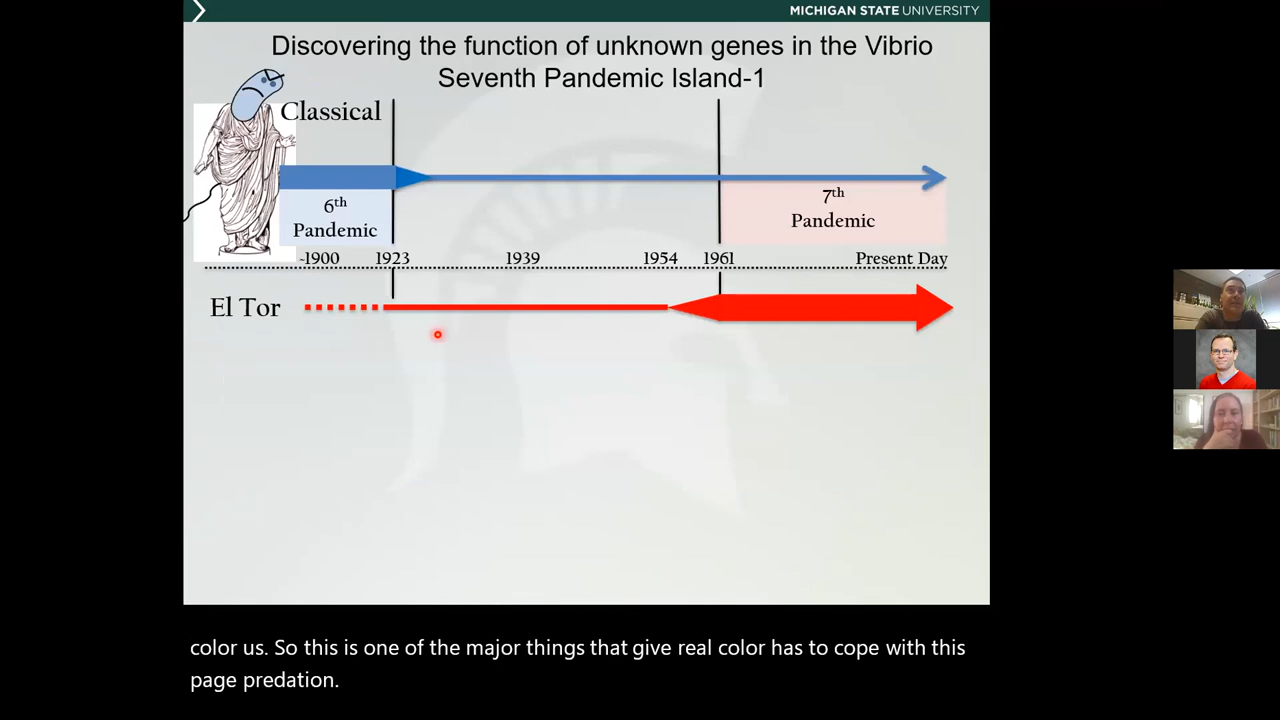 MICHIGAN STATE UNIVERSITY
Discovering the function of unknown genes in the Vibrio
Seventh Pandemic Island-1
Classical
6th
Pandemic
7th
Pandemic
~1900 1923 1939 1954 1961 Present Day
El Tor
color us. So this is one of the major things that give real color has to cope with this
page predation.